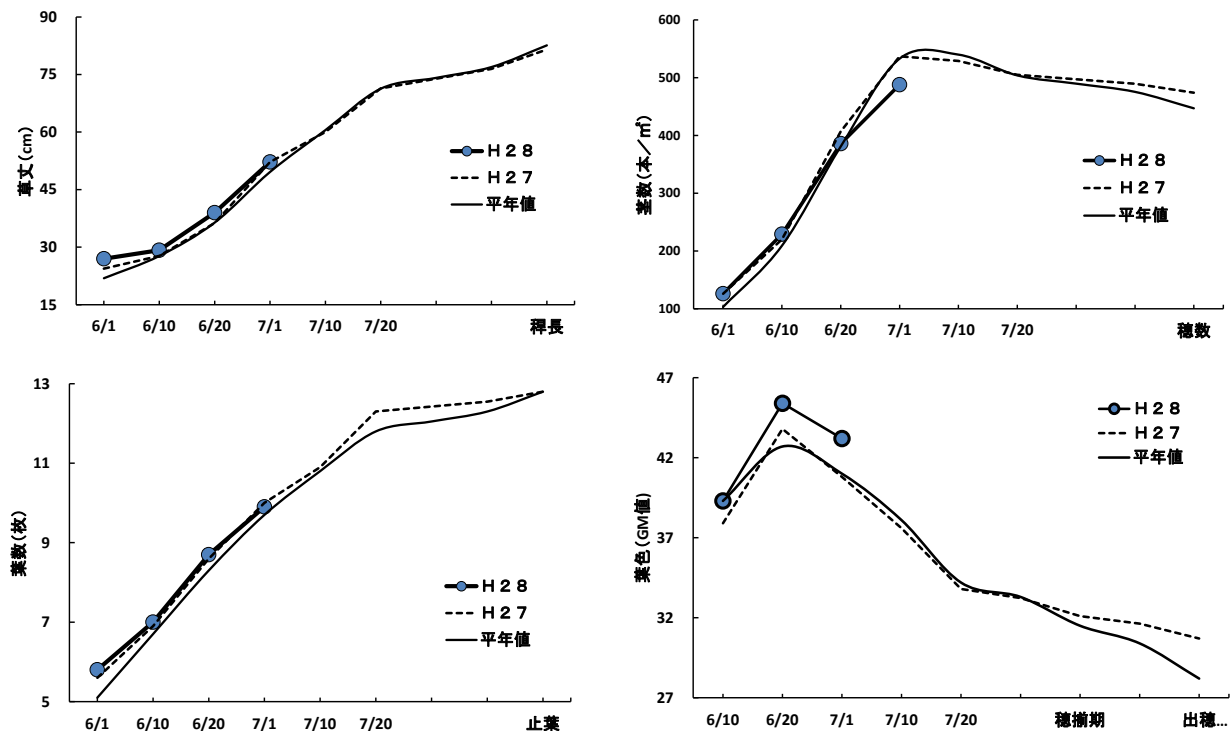 90
75
60
45
30
15
草丈(cm)
H28
H27
平年値
6/1 6/10 6/20 7/1 7/10 7/20 稈長
600
500
400
300
200
100
茎数(本/㎡)
H28
H27
平年値
6/1 6/10 6/20 7/1 7/10 7/20 穂数
13
11
9
7
5
葉数(枚)
H28
H27
平年値
6/1 6/10 6/20 7/1 7/10 7/20 止葉
47
42
37
32
27
葉色(GM値)
H28
H27
平年値
6/10 6/20 7/1 7/10 7/20 穂揃期 出穂…